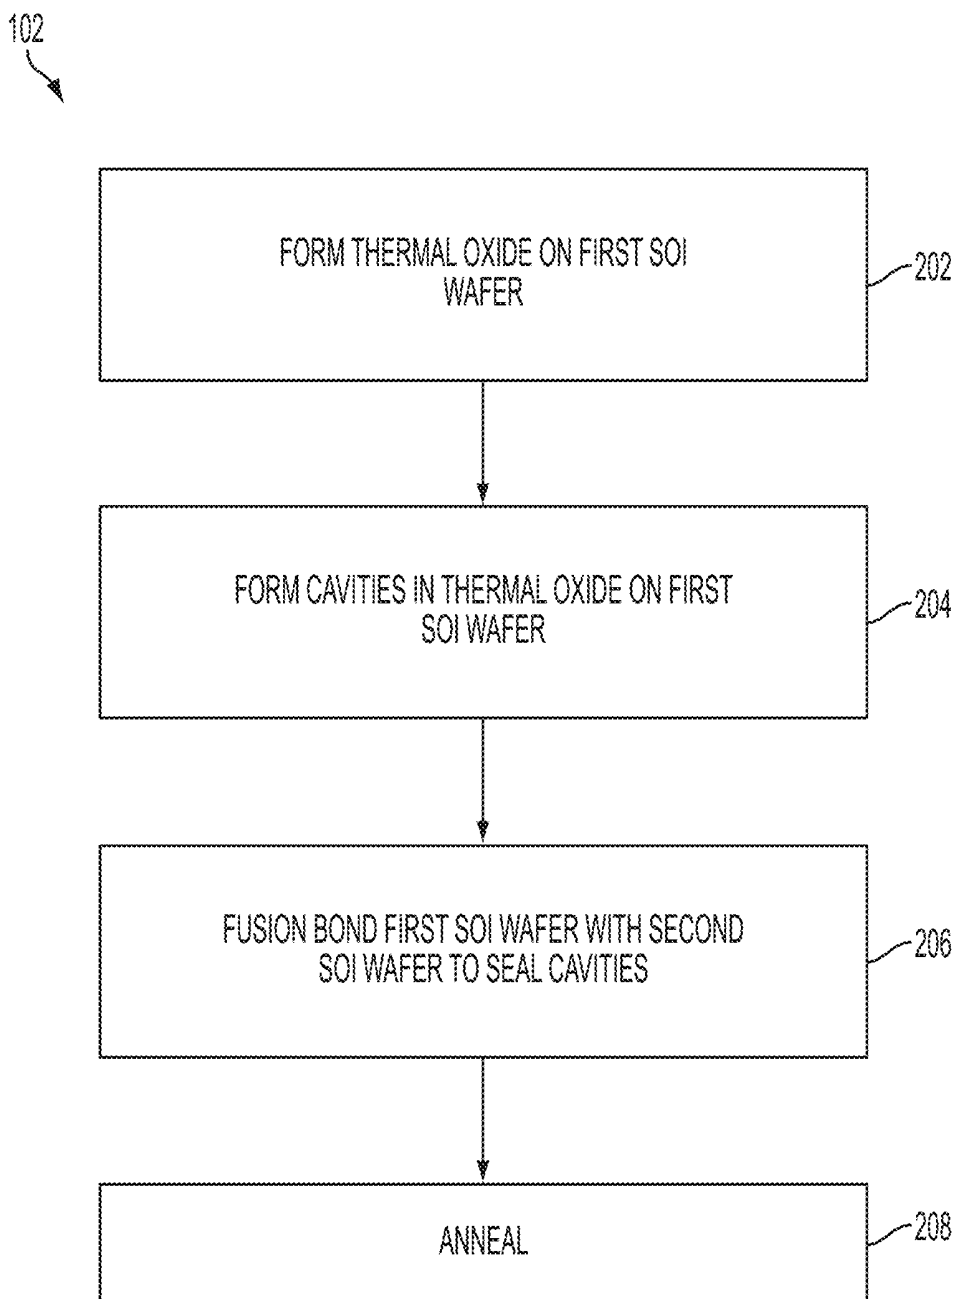 102
FORM THERMAL OXIDE ON FIRST SOI
WAFER
202
FORM CAVITIES IN THERMAL OXIDE ON FIRST
SOI WAFER
204
FUSION BOND FIRST SOI WAFER WITH SECOND
SOI WAFER TO SEAL CAVITIES
206
ANNEAL
208